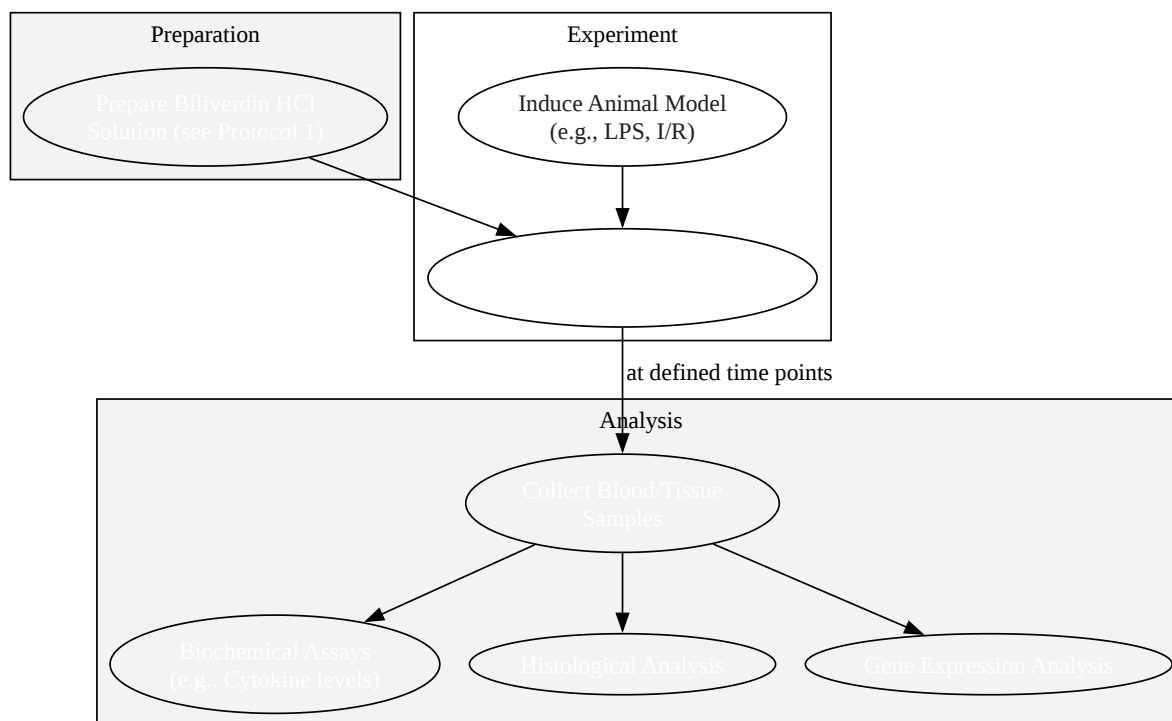 Preparation
Experiment
Prepare Biliverdin HCl
Solution (see Protocol 1)
Induce Animal Model
(e.g., LPS, I/R)
at defined time points
Analysis
Collect Blood/Tissue
Samples
Biochemical Assays
(e.g., Cytokine levels)
Histological Analysis
Gene Expression Analysis